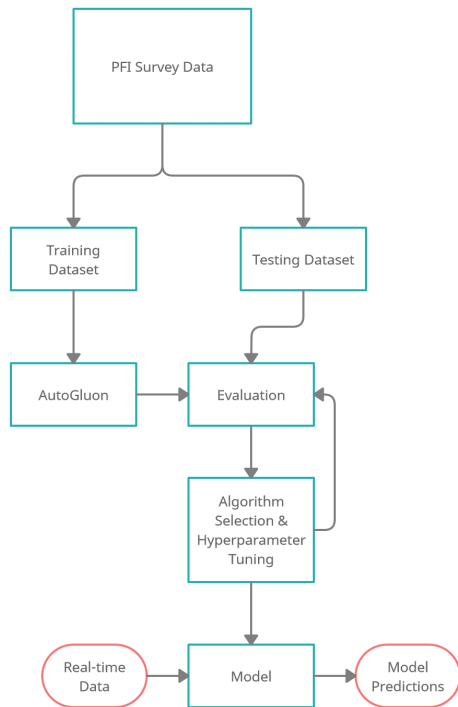 PFI Survey Data
Training
Dataset
Testing Dataset
AutoGluon
Evaluation
Algorithm
Selection &
Hyperparameter
Tuning
Real-time
Data
Model
Model
Predictions